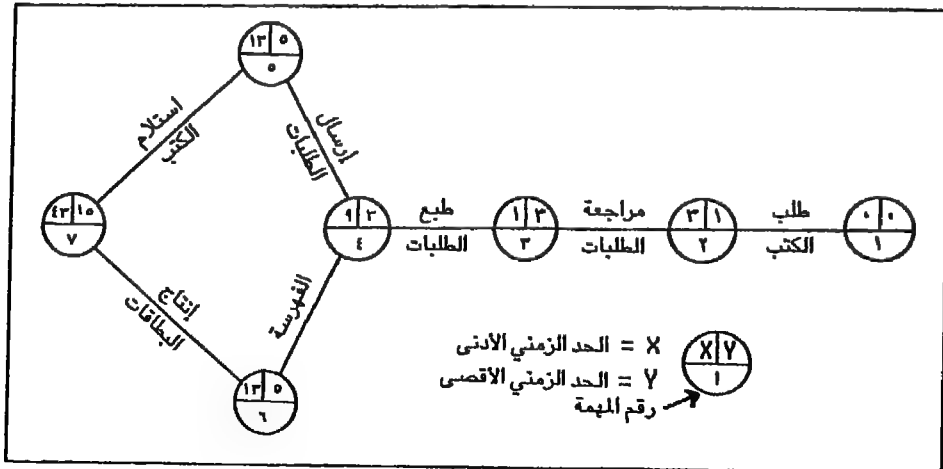 ١٣ ٥
٥
استلام
الكتب
إرسال
الطلبات
٠ ٠
١
طلب
الكتب
٣ ١
٢
مراجعة
الطلبات
١ ٣
٣
طبع
الطلبات
٩ ٢
٤
٤٣ ١٥
٧
الفهرسة
إنتاج
البطاقات
١٣ ٥
٦
X = الحد الزمني الأدنى
Y = الحد الزمني الأقصى
رقم المهمة
X Y
١